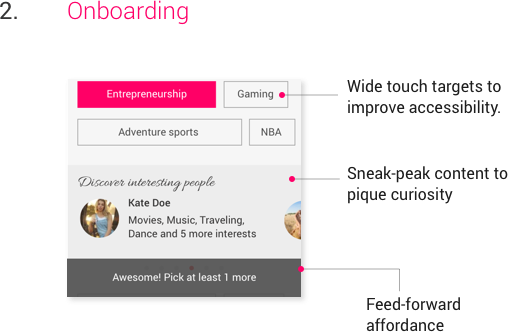 2. Onboarding
Entrepreneurship Gaming
Adventure sports NBA
Wide touch targets to
improve accessibility.
Discover interesting people
Kate Doe
Movies, Music, Traveling,
Dance and 5 more interests
Sneak-peak content to
pique curiosity
Awesome! Pick at least 1 more
Feed-forward
affordance